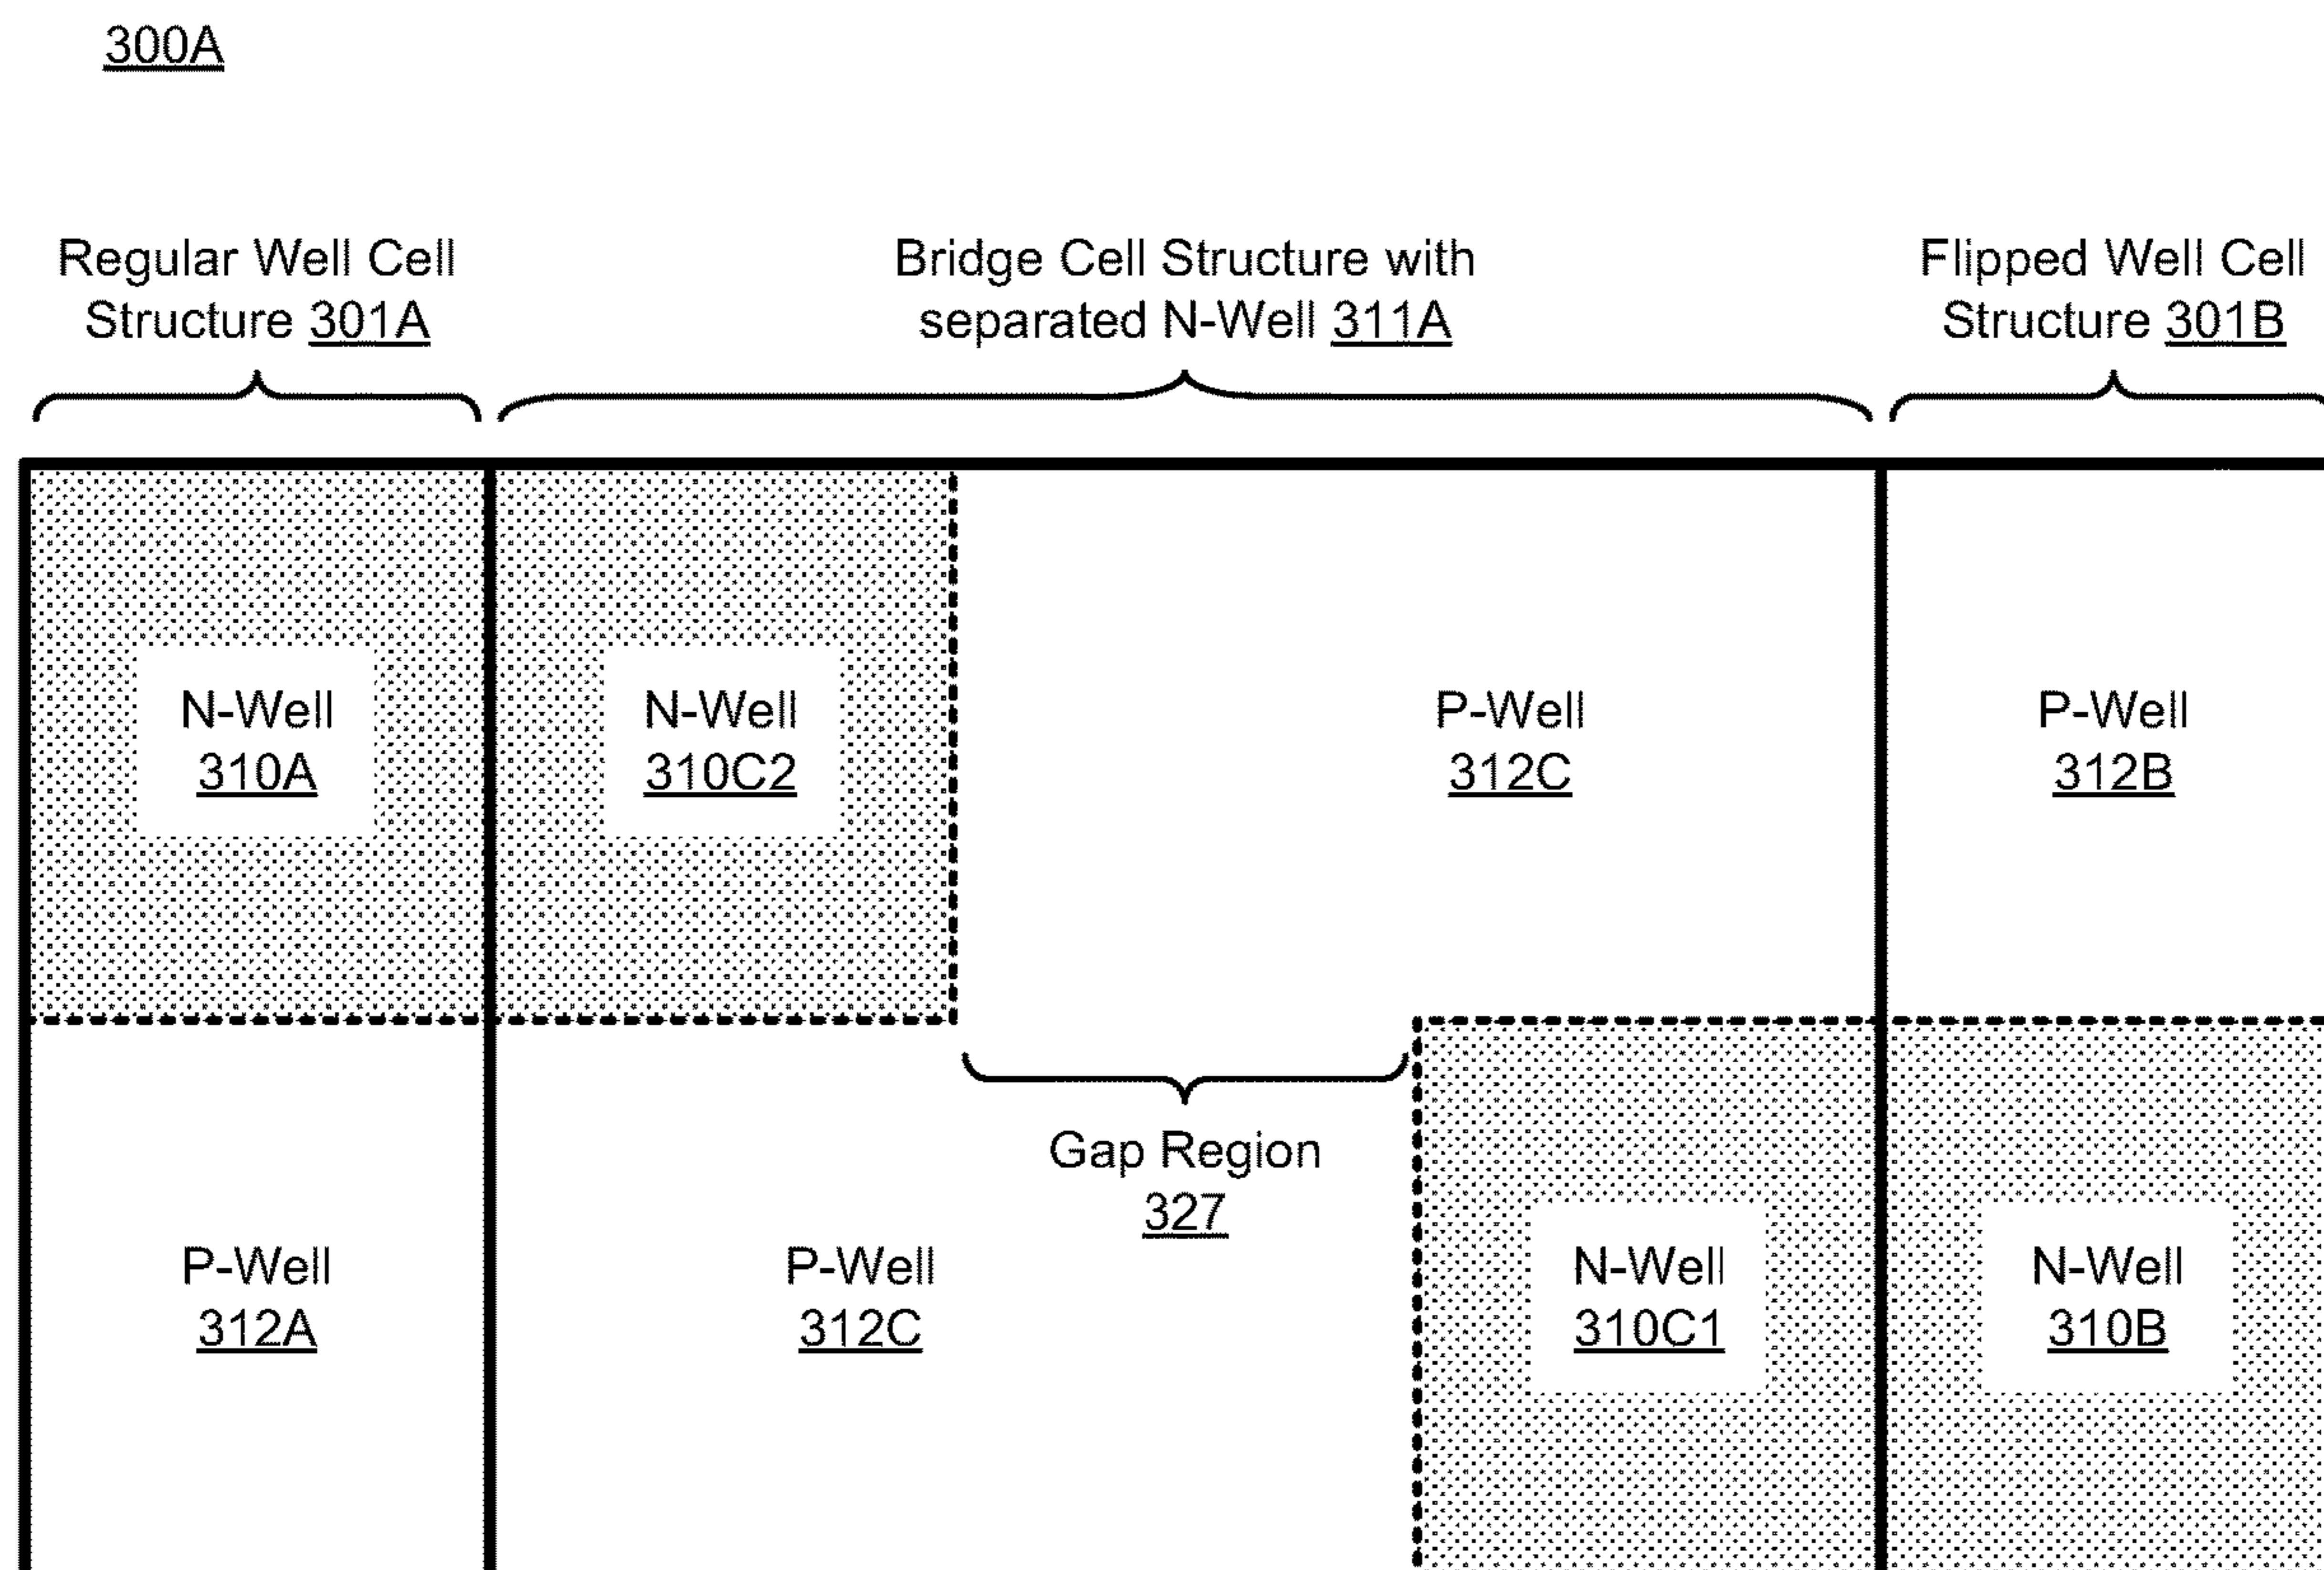 300A
Regular Well Cell
Structure 301A
Bridge Cell Structure with
separated N-Well 311A
Flipped Well Cell
Structure 301B
N-Well
310A
N-Well
310C2
P-Well
312C
P-Well
312B
Gap Region
327
P-Well
312A
P-Well
312C
N-Well
310C1
N-Well
310B